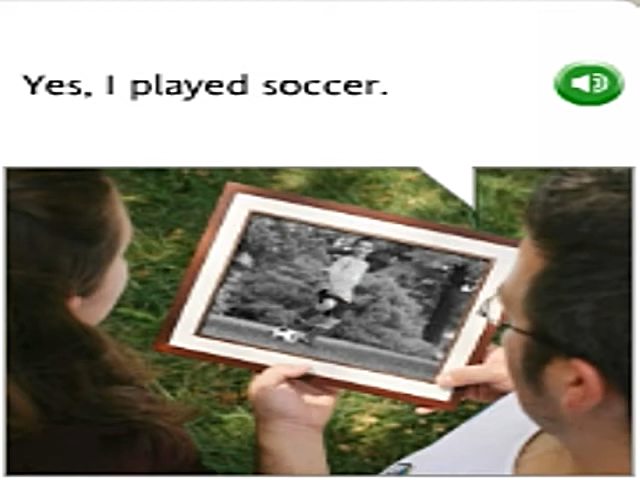 Yes, I played soccer.